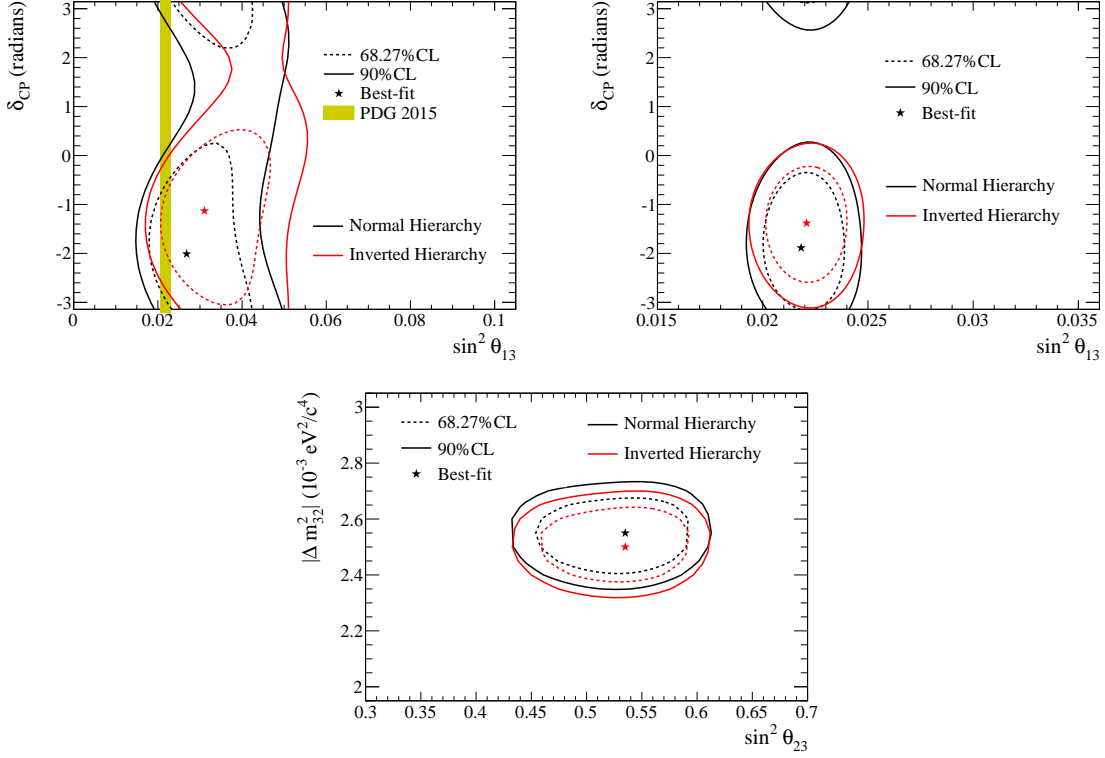 δCP (radians)
3
2
1
0
-1
-2
-3
68.27%CL
90%CL
Best-fit
PDG 2015
Normal Hierarchy
Inverted Hierarchy
0 0.02 0.04 0.06 0.08 0.1
sin² θ13
δCP (radians)
3
2
1
0
-1
-2
-3
68.27%CL
90%CL
Best-fit
Normal Hierarchy
Inverted Hierarchy
0.015 0.02 0.025 0.03 0.035
sin² θ13
|Δ m²32| (10⁻³ eV²/c⁴)
3
2.8
2.6
2.4
2.2
2
68.27%CL
90%CL
Best-fit
Normal Hierarchy
Inverted Hierarchy
0.3 0.35 0.4 0.45 0.5 0.55 0.6 0.65 0.7
sin² θ23